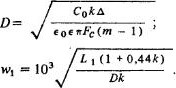 D = √(C₀kΔ / ε₀επF_C(m − 1)) ;
w₁ = 10³ √(L₁ (1 + 0,44k) / Dk) .